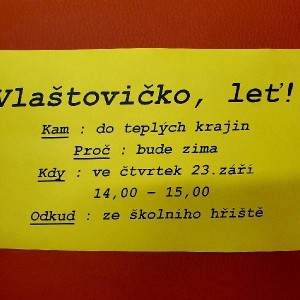 Vlaštovičko, leť!
Kam : do teplých krajin
Proč : bude zima
Kdy : ve čtvrtek 23.září
14,00 – 15,00
Odkud : ze školního hřiště